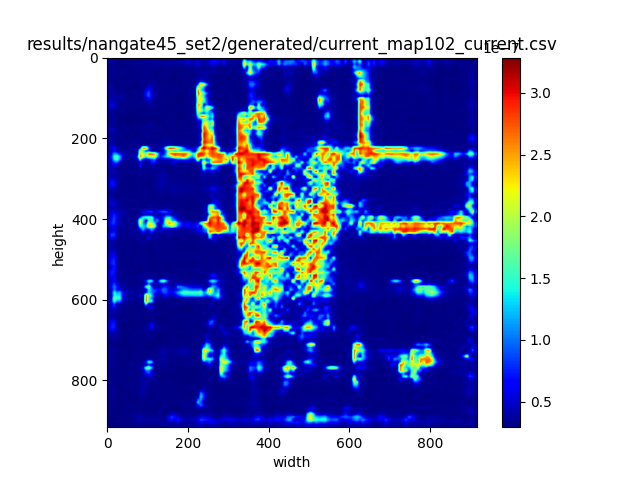 results/nangate45_set2/generated/current_map102_current.csv
1e−7
0
200
400
600
800
height
0 200 400 600 800
width
3.0
2.5
2.0
1.5
1.0
0.5